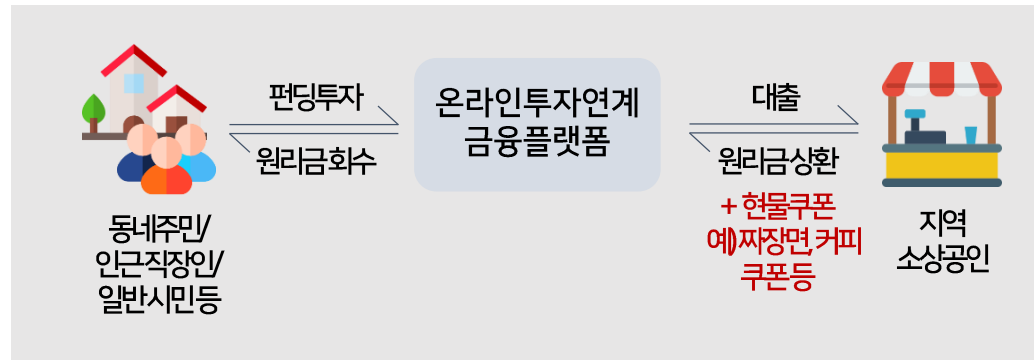 펀딩투자
원리금회수
동네주민/
인근직장인/
일반시민 등
온라인투자연계
금융플랫폼
대출
원리금상환
+ 현물쿠폰
예) 짜장면, 커피
쿠폰 등
지역
소상공인